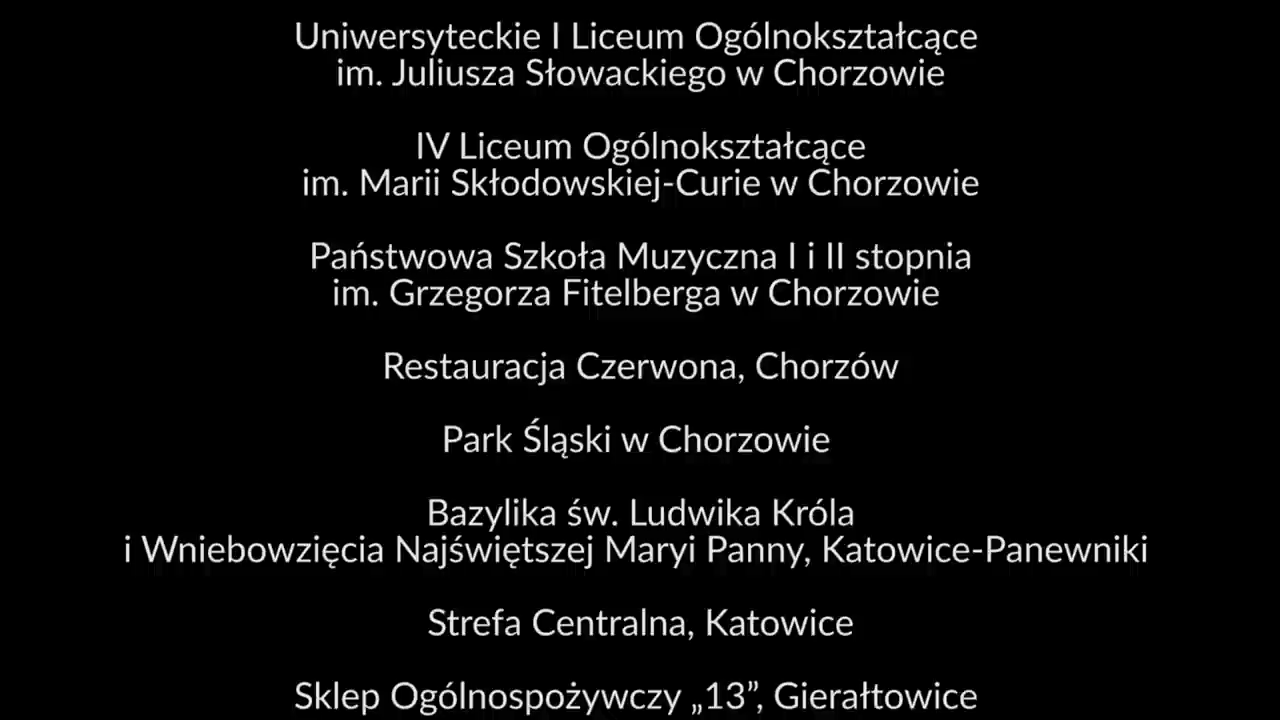 Uniwersyteckie I Liceum Ogólnokształcące
im. Juliusza Słowackiego w Chorzowie
IV Liceum Ogólnokształcące
im. Marii Skłodowskiej-Curie w Chorzowie
Państwowa Szkoła Muzyczna I i II stopnia
im. Grzegorza Fitelberga w Chorzowie
Restauracja Czerwona, Chorzów
Park Śląski w Chorzowie
Bazylika św. Ludwika Króla
i Wniebowzięcia Najświętszej Maryi Panny, Katowice-Panewniki
Strefa Centralna, Katowice
Sklep Ogólnospożywczy „13”, Gierałtowice